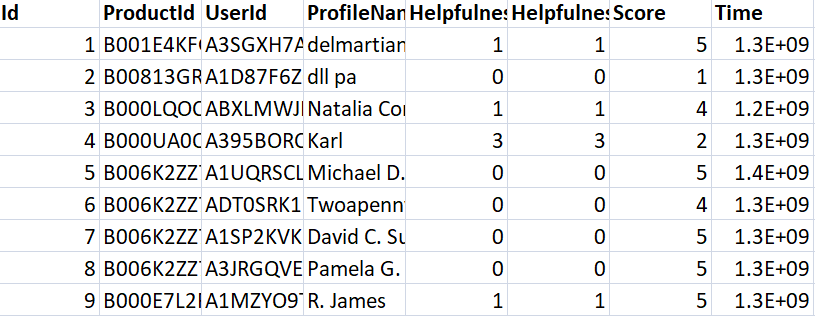 Id ProductId UserId ProfileNam Helpfulnes Helpfulnes Score Time
1 B001E4KF A3SGXH7A delmartian 1 1 5 1.3E+09
2 B00813GR A1D87F6Z dll pa 0 0 1 1.3E+09
3 B000LQOC ABXLMWJ Natalia Cor 1 1 4 1.2E+09
4 B000UA0C A395BORC Karl 3 3 2 1.3E+09
5 B006K2ZZ A1UQRSCL Michael D. 0 0 5 1.4E+09
6 B006K2ZZ ADT0SRK1 Twoapenn 0 0 4 1.3E+09
7 B006K2ZZ A1SP2KVK David C. Su 0 0 5 1.3E+09
8 B006K2ZZ A3JRGQVE Pamela G. 0 0 5 1.3E+09
9 B000E7L2 A1MZYO9 R. James 1 1 5 1.3E+09